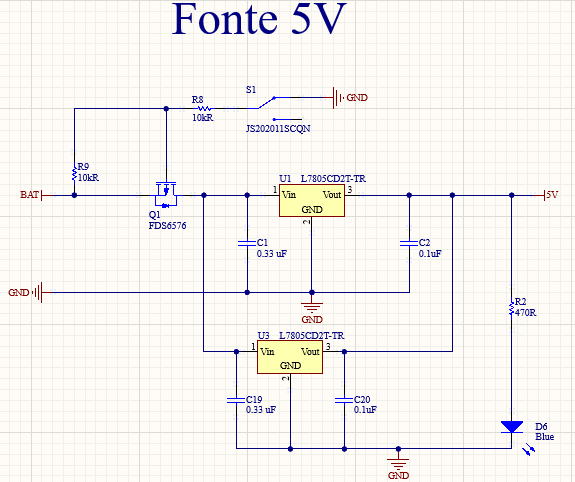 Fonte 5V
S1
R8
GND
10kR
JS202011SCQN
R9
10kR
U1 L7805CD2T-TR
BAT
1 Vin Vout 3
5V
GND
2
Q1
FDS6576
C1
0.33 uF
C2
0.1uF
GND
GND
R2
470R
U3 L7805CD2T-TR
1 Vin Vout 3
GND
2
C19
0.33 uF
C20
0.1uF
D6
Blue
GND